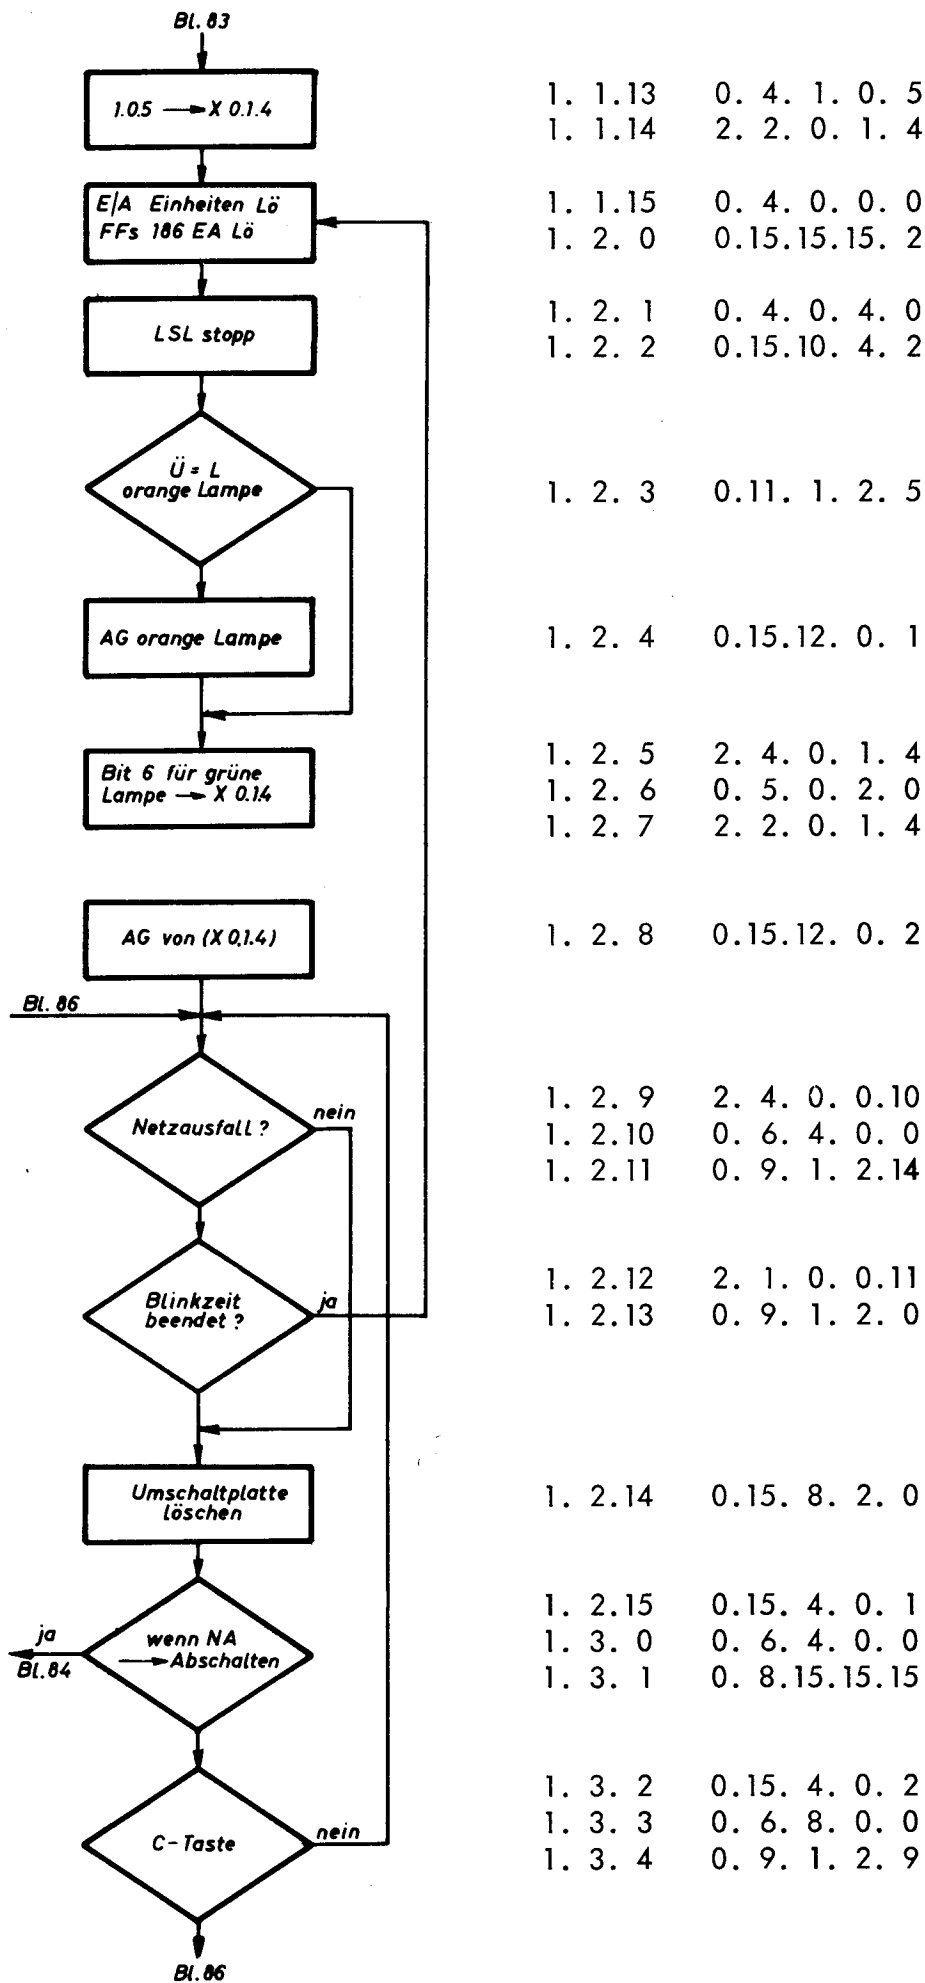 Bl. 83
1.0.5 → X 0.1.4
1. 1.13 0. 4. 1. 0. 5
1. 1.14 2. 2. 0. 1. 4
E/A Einheiten Lö
FFs 186 EA Lö
1. 1.15 0. 4. 0. 0. 0
1. 2. 0 0.15.15.15. 2
LSL stopp
1. 2. 1 0. 4. 0. 4. 0
1. 2. 2 0.15.10. 4. 2
Ü = L
orange Lampe
1. 2. 3 0.11. 1. 2. 5
AG orange Lampe
1. 2. 4 0.15.12. 0. 1
Bit 6 für grüne
Lampe → X 0.1.4
1. 2. 5 2. 4. 0. 1. 4
1. 2. 6 0. 5. 0. 2. 0
1. 2. 7 2. 2. 0. 1. 4
AG von (X 0.1.4)
1. 2. 8 0.15.12. 0. 2
Bl. 86
Netzausfall ?
nein
1. 2. 9 2. 4. 0. 0.10
1. 2.10 0. 6. 4. 0. 0
1. 2.11 0. 9. 1. 2.14
Blinkzeit
beendet ?
ja
1. 2.12 2. 1. 0. 0.11
1. 2.13 0. 9. 1. 2. 0
Umschaltplatte
löschen
1. 2.14 0.15. 8. 2. 0
ja
Bl. 84
wenn NA
→ Abschalten
1. 2.15 0.15. 4. 0. 1
1. 3. 0 0. 6. 4. 0. 0
1. 3. 1 0. 8.15.15.15
C-Taste
nein
1. 3. 2 0.15. 4. 0. 2
1. 3. 3 0. 6. 8. 0. 0
1. 3. 4 0. 9. 1. 2. 9
Bl. 86